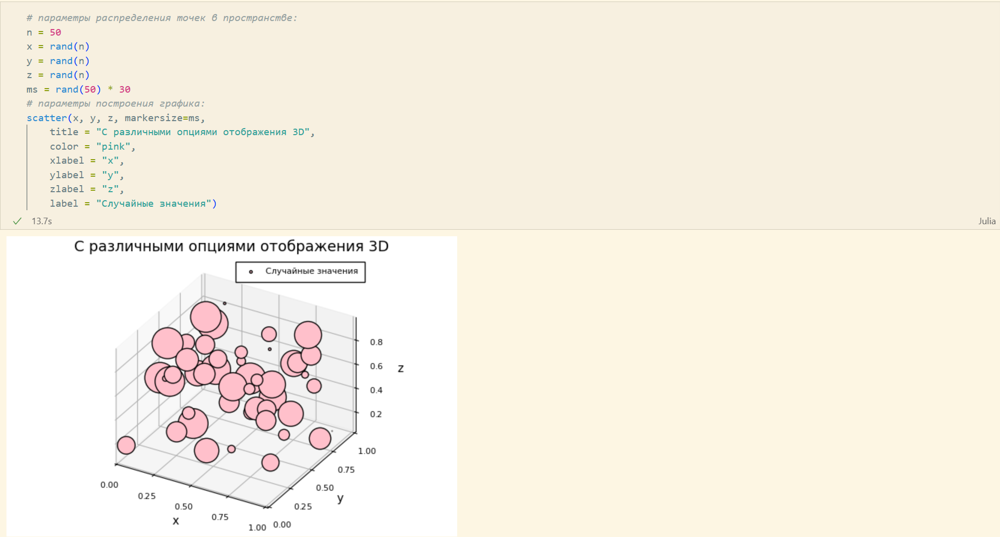 # параметры распределения точек в пространстве:
n = 50
x = rand(n)
y = rand(n)
z = rand(n)
ms = rand(50) * 30
# параметры построения графика:
scatter(x, y, z, markersize=ms,
title = "С различными опциями отображения 3D",
color = "pink",
xlabel = "x",
ylabel = "y",
zlabel = "z",
label = "Случайные значения")
13.7s
Julia
С различными опциями отображения 3D
Случайные значения
0.8
0.6
z
0.4
0.2
1.00
0.75
0.50
y
0.25
0.00
0.00
0.25
0.50
x
0.75
1.00